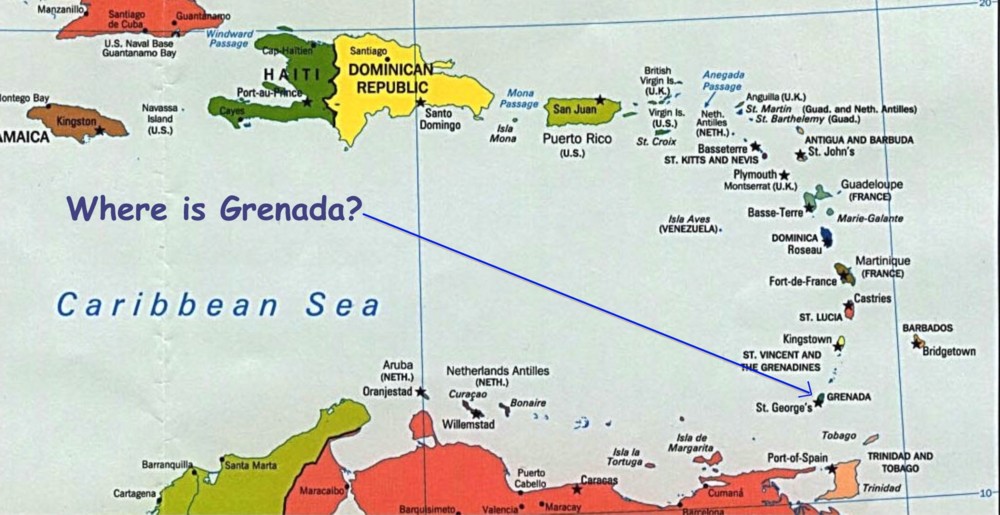 Manzanillo
Santiago
de Cuba
Guantánamo
20
U.S. Naval Base
Guantanamo Bay
Windward
Passage
Cap-Haïtien
Santiago
HAITI
DOMINICAN
REPUBLIC
Port-au-Prince
Cayes
Santo
Domingo
Montego Bay
Kingston
AMAICA
Navassa
Island
(U.S.)
Mona
Passage
Isla
Mona
San Juan
Puerto Rico
(U.S.)
British
Virgin Is.
(U.K.)
Virgin Is.
(U.S.)
St. Croix
Anegada
Passage
Neth.
Antilles
(NETH.)
Anguilla (U.K.)
St. Martin (Guad. and Neth. Antilles)
St. Barthelemy (Guad.)
ANTIGUA AND BARBUDA
St. John's
Basseterre
ST. KITTS AND NEVIS
Plymouth
Montserrat (U.K.)
Guadeloupe
(FRANCE)
Basse-Terre
Marie-Galante
Where is Grenada?
Isla Aves
(VENEZUELA)
DOMINICA
Roseau
Martinique
(FRANCE)
Fort-de-France
Caribbean Sea
Castries
ST. LUCIA
BARBADOS
Bridgetown
Kingstown
ST. VINCENT AND
THE GRENADINES
GRENADA
St. George's
Aruba
(NETH.)
Oranjestad
Netherlands Antilles
(NETH.)
Curaçao
Bonaire
Willemstad
Tobago
TRINIDAD AND
TOBAGO
Port-of-Spain
Trinidad
Isla de
Margarita
Isla la
Tortuga
Barranquilla
Santa Marta
Cartagena
Maracaibo
Puerto
Cabello
Caracas
Cumaná
10
Barquisimeto
Valencia
Maracay
Barcelona